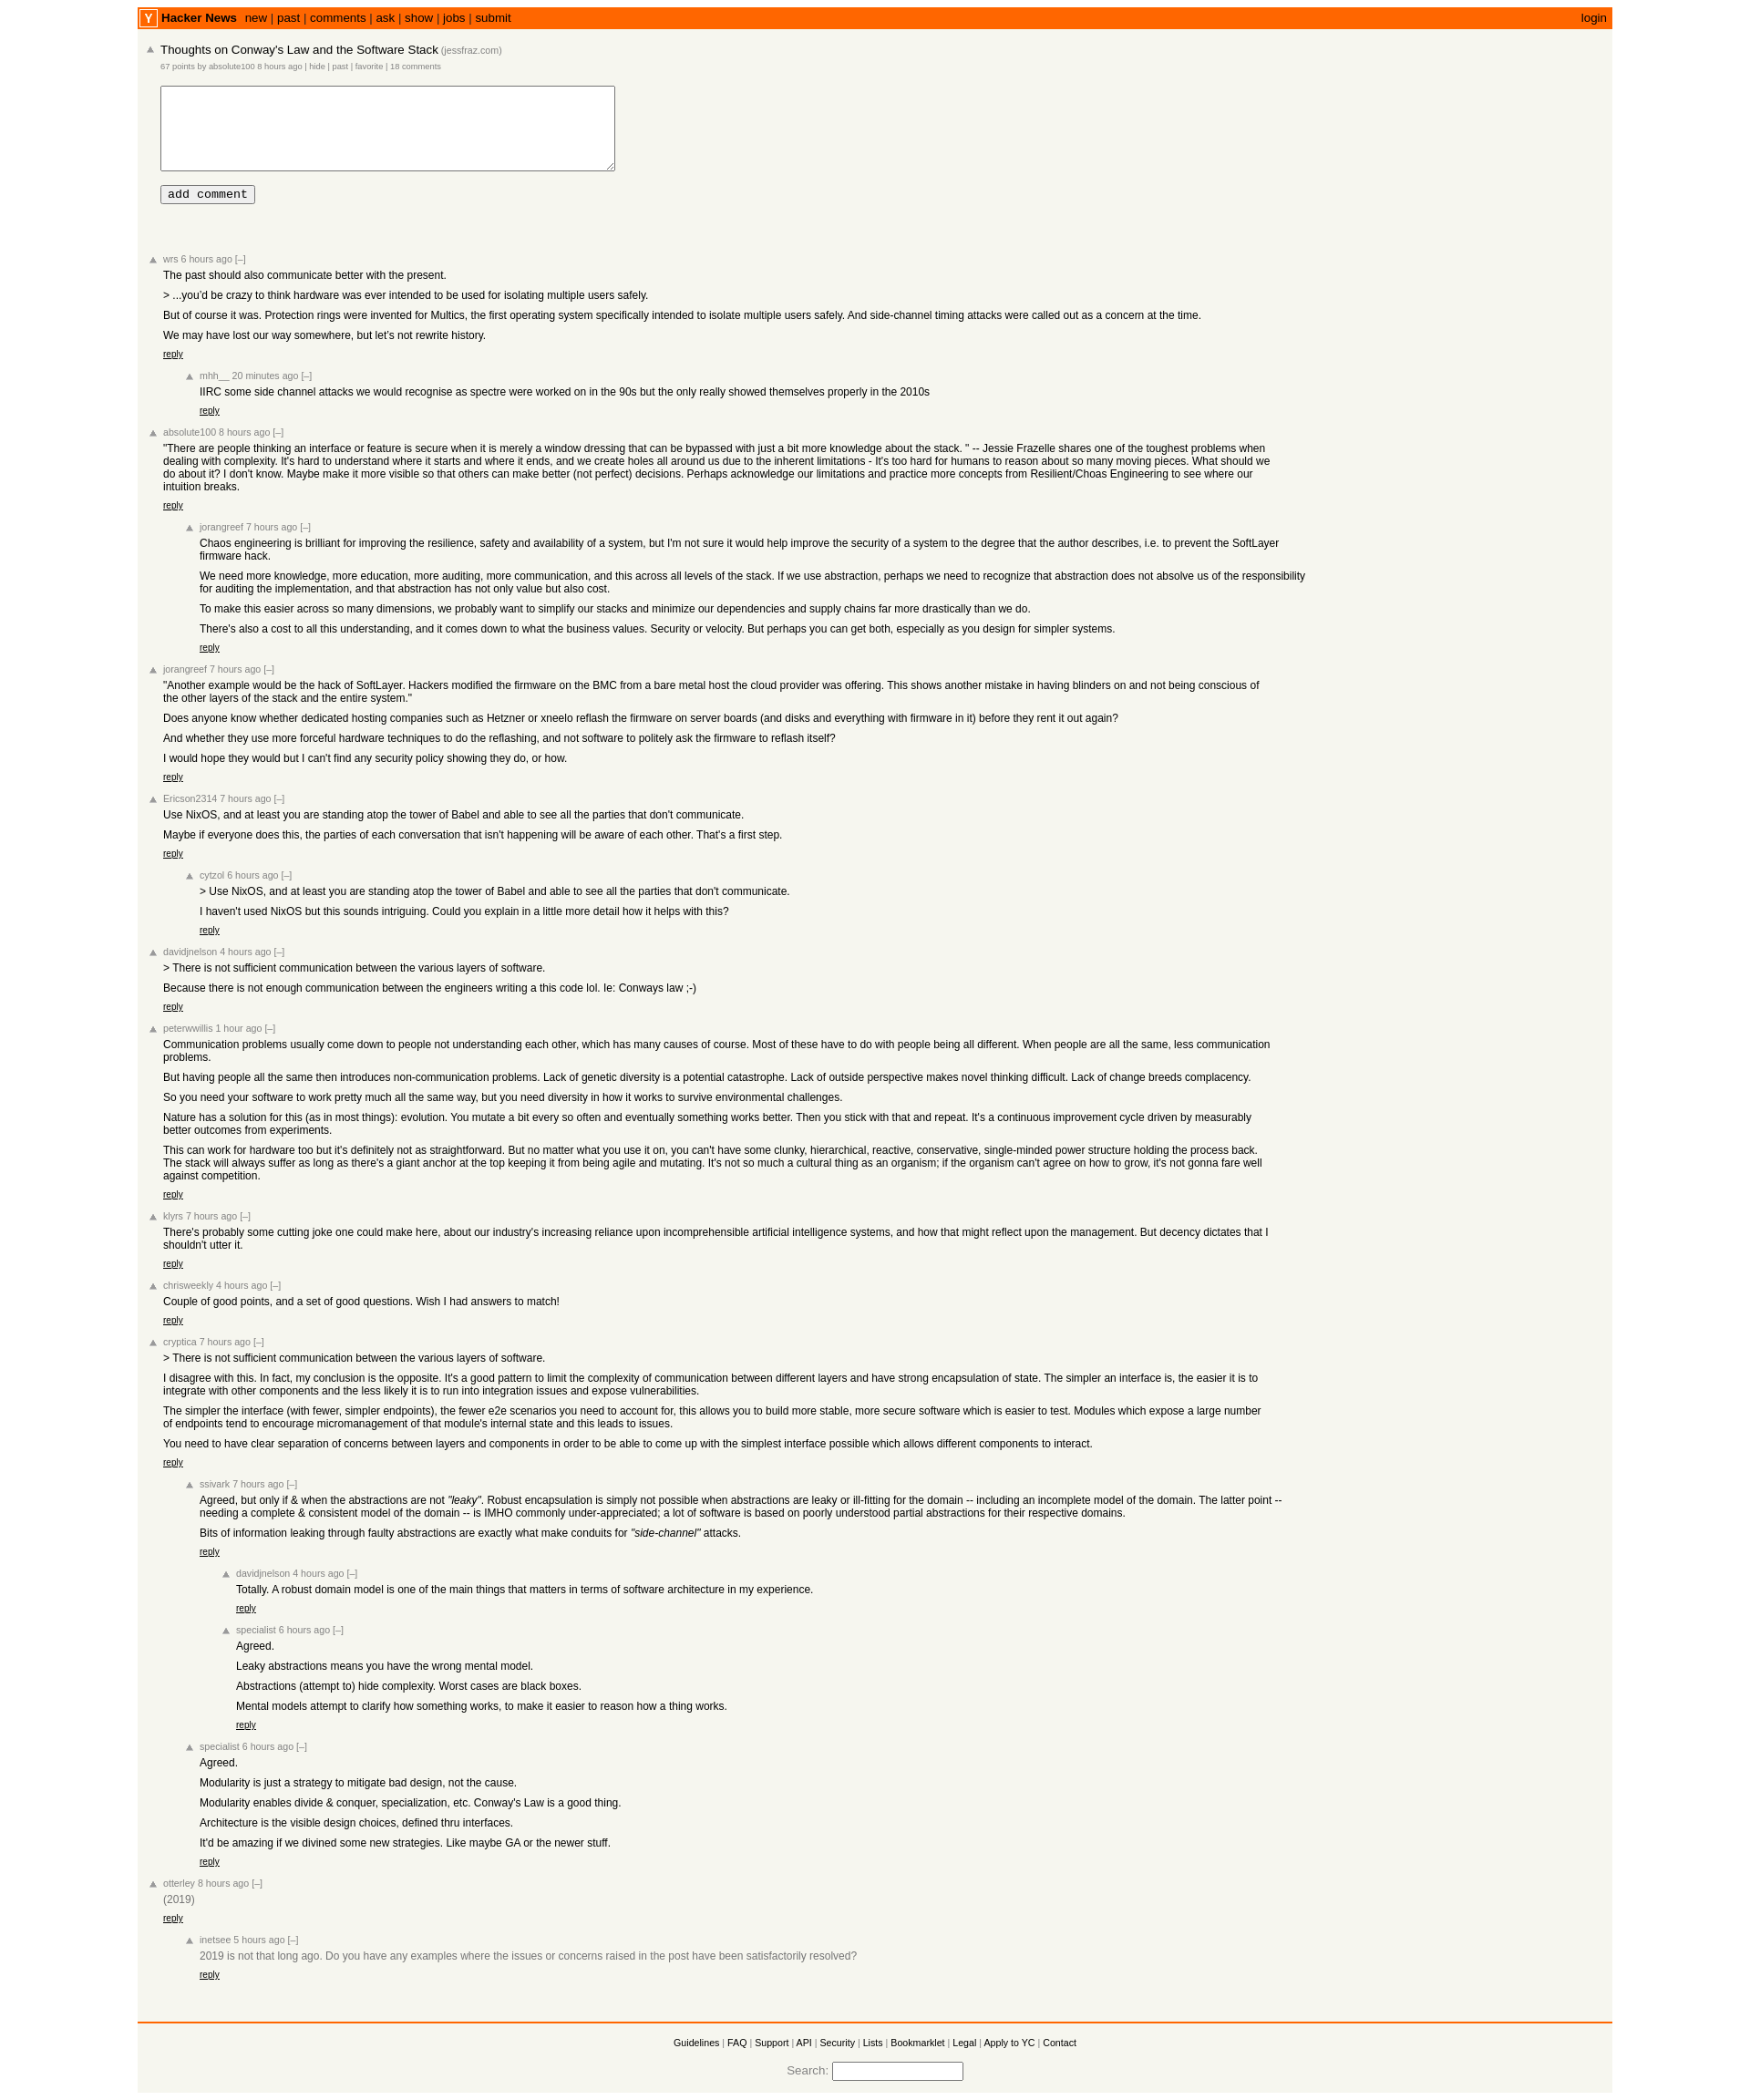 Y Hacker News new | past | comments | ask | show | jobs | submit login
Thoughts on Conway's Law and the Software Stack (jessfraz.com)
67 points by absolute100 8 hours ago | hide | past | favorite | 18 comments
add comment
wrs 6 hours ago [–]
The past should also communicate better with the present.
> ...you'd be crazy to think hardware was ever intended to be used for isolating multiple users safely.
But of course it was. Protection rings were invented for Multics, the first operating system specifically intended to isolate multiple users safely. And side-channel timing attacks were called out as a concern at the time.
We may have lost our way somewhere, but let's not rewrite history.
reply
mhh__ 20 minutes ago [–]
IIRC some side channel attacks we would recognise as spectre were worked on in the 90s but the only really showed themselves properly in the 2010s
reply
absolute100 8 hours ago [–]
"There are people thinking an interface or feature is secure when it is merely a window dressing that can be bypassed with just a bit more knowledge about the stack. " -- Jessie Frazelle shares one of the toughest problems when
dealing with complexity. It's hard to understand where it starts and where it ends, and we create holes all around us due to the inherent limitations - It's too hard for humans to reason about so many moving pieces. What should we
do about it? I don't know. Maybe make it more visible so that others can make better (not perfect) decisions. Perhaps acknowledge our limitations and practice more concepts from Resilient/Choas Engineering to see where our
intuition breaks.
reply
jorangreef 7 hours ago [–]
Chaos engineering is brilliant for improving the resilience, safety and availability of a system, but I'm not sure it would help improve the security of a system to the degree that the author describes, i.e. to prevent the SoftLayer
firmware hack.
We need more knowledge, more education, more auditing, more communication, and this across all levels of the stack. If we use abstraction, perhaps we need to recognize that abstraction does not absolve us of the responsibility
for auditing the implementation, and that abstraction has not only value but also cost.
To make this easier across so many dimensions, we probably want to simplify our stacks and minimize our dependencies and supply chains far more drastically than we do.
There's also a cost to all this understanding, and it comes down to what the business values. Security or velocity. But perhaps you can get both, especially as you design for simpler systems.
reply
jorangreef 7 hours ago [–]
"Another example would be the hack of SoftLayer. Hackers modified the firmware on the BMC from a bare metal host the cloud provider was offering. This shows another mistake in having blinders on and not being conscious of
the other layers of the stack and the entire system."
Does anyone know whether dedicated hosting companies such as Hetzner or xneelo reflash the firmware on server boards (and disks and everything with firmware in it) before they rent it out again?
And whether they use more forceful hardware techniques to do the reflashing, and not software to politely ask the firmware to reflash itself?
I would hope they would but I can't find any security policy showing they do, or how.
reply
Ericson2314 7 hours ago [–]
Use NixOS, and at least you are standing atop the tower of Babel and able to see all the parties that don't communicate.
Maybe if everyone does this, the parties of each conversation that isn't happening will be aware of each other. That's a first step.
reply
cytzol 6 hours ago [–]
> Use NixOS, and at least you are standing atop the tower of Babel and able to see all the parties that don't communicate.
I haven't used NixOS but this sounds intriguing. Could you explain in a little more detail how it helps with this?
reply
davidjnelson 4 hours ago [–]
> There is not sufficient communication between the various layers of software.
Because there is not enough communication between the engineers writing a this code lol. Ie: Conways law ;-)
reply
peterwwillis 1 hour ago [–]
Communication problems usually come down to people not understanding each other, which has many causes of course. Most of these have to do with people being all different. When people are all the same, less communication
problems.
But having people all the same then introduces non-communication problems. Lack of genetic diversity is a potential catastrophe. Lack of outside perspective makes novel thinking difficult. Lack of change breeds complacency.
So you need your software to work pretty much all the same way, but you need diversity in how it works to survive environmental challenges.
Nature has a solution for this (as in most things): evolution. You mutate a bit every so often and eventually something works better. Then you stick with that and repeat. It's a continuous improvement cycle driven by measurably
better outcomes from experiments.
This can work for hardware too but it's definitely not as straightforward. But no matter what you use it on, you can't have some clunky, hierarchical, reactive, conservative, single-minded power structure holding the process back.
The stack will always suffer as long as there's a giant anchor at the top keeping it from being agile and mutating. It's not so much a cultural thing as an organism; if the organism can't agree on how to grow, it's not gonna fare well
against competition.
reply
klyrs 7 hours ago [–]
There's probably some cutting joke one could make here, about our industry's increasing reliance upon incomprehensible artificial intelligence systems, and how that might reflect upon the management. But decency dictates that I
shouldn't utter it.
reply
chrisweekly 4 hours ago [–]
Couple of good points, and a set of good questions. Wish I had answers to match!
reply
cryptica 7 hours ago [–]
> There is not sufficient communication between the various layers of software.
I disagree with this. In fact, my conclusion is the opposite. It's a good pattern to limit the complexity of communication between different layers and have strong encapsulation of state. The simpler an interface is, the easier it is to
integrate with other components and the less likely it is to run into integration issues and expose vulnerabilities.
The simpler the interface (with fewer, simpler endpoints), the fewer e2e scenarios you need to account for, this allows you to build more stable, more secure software which is easier to test. Modules which expose a large number
of endpoints tend to encourage micromanagement of that module's internal state and this leads to issues.
You need to have clear separation of concerns between layers and components in order to be able to come up with the simplest interface possible which allows different components to interact.
reply
ssivark 7 hours ago [–]
Agreed, but only if & when the abstractions are not "leaky". Robust encapsulation is simply not possible when abstractions are leaky or ill-fitting for the domain -- including an incomplete model of the domain. The latter point --
needing a complete & consistent model of the domain -- is IMHO commonly under-appreciated; a lot of software is based on poorly understood partial abstractions for their respective domains.
Bits of information leaking through faulty abstractions are exactly what make conduits for "side-channel" attacks.
reply
davidjnelson 4 hours ago [–]
Totally. A robust domain model is one of the main things that matters in terms of software architecture in my experience.
reply
specialist 6 hours ago [–]
Agreed.
Leaky abstractions means you have the wrong mental model.
Abstractions (attempt to) hide complexity. Worst cases are black boxes.
Mental models attempt to clarify how something works, to make it easier to reason how a thing works.
reply
specialist 6 hours ago [–]
Agreed.
Modularity is just a strategy to mitigate bad design, not the cause.
Modularity enables divide & conquer, specialization, etc. Conway's Law is a good thing.
Architecture is the visible design choices, defined thru interfaces.
It'd be amazing if we divined some new strategies. Like maybe GA or the newer stuff.
reply
otterley 8 hours ago [–]
(2019)
reply
inetsee 5 hours ago [–]
2019 is not that long ago. Do you have any examples where the issues or concerns raised in the post have been satisfactorily resolved?
reply
Guidelines | FAQ | Support | API | Security | Lists | Bookmarklet | Legal | Apply to YC | Contact
Search: